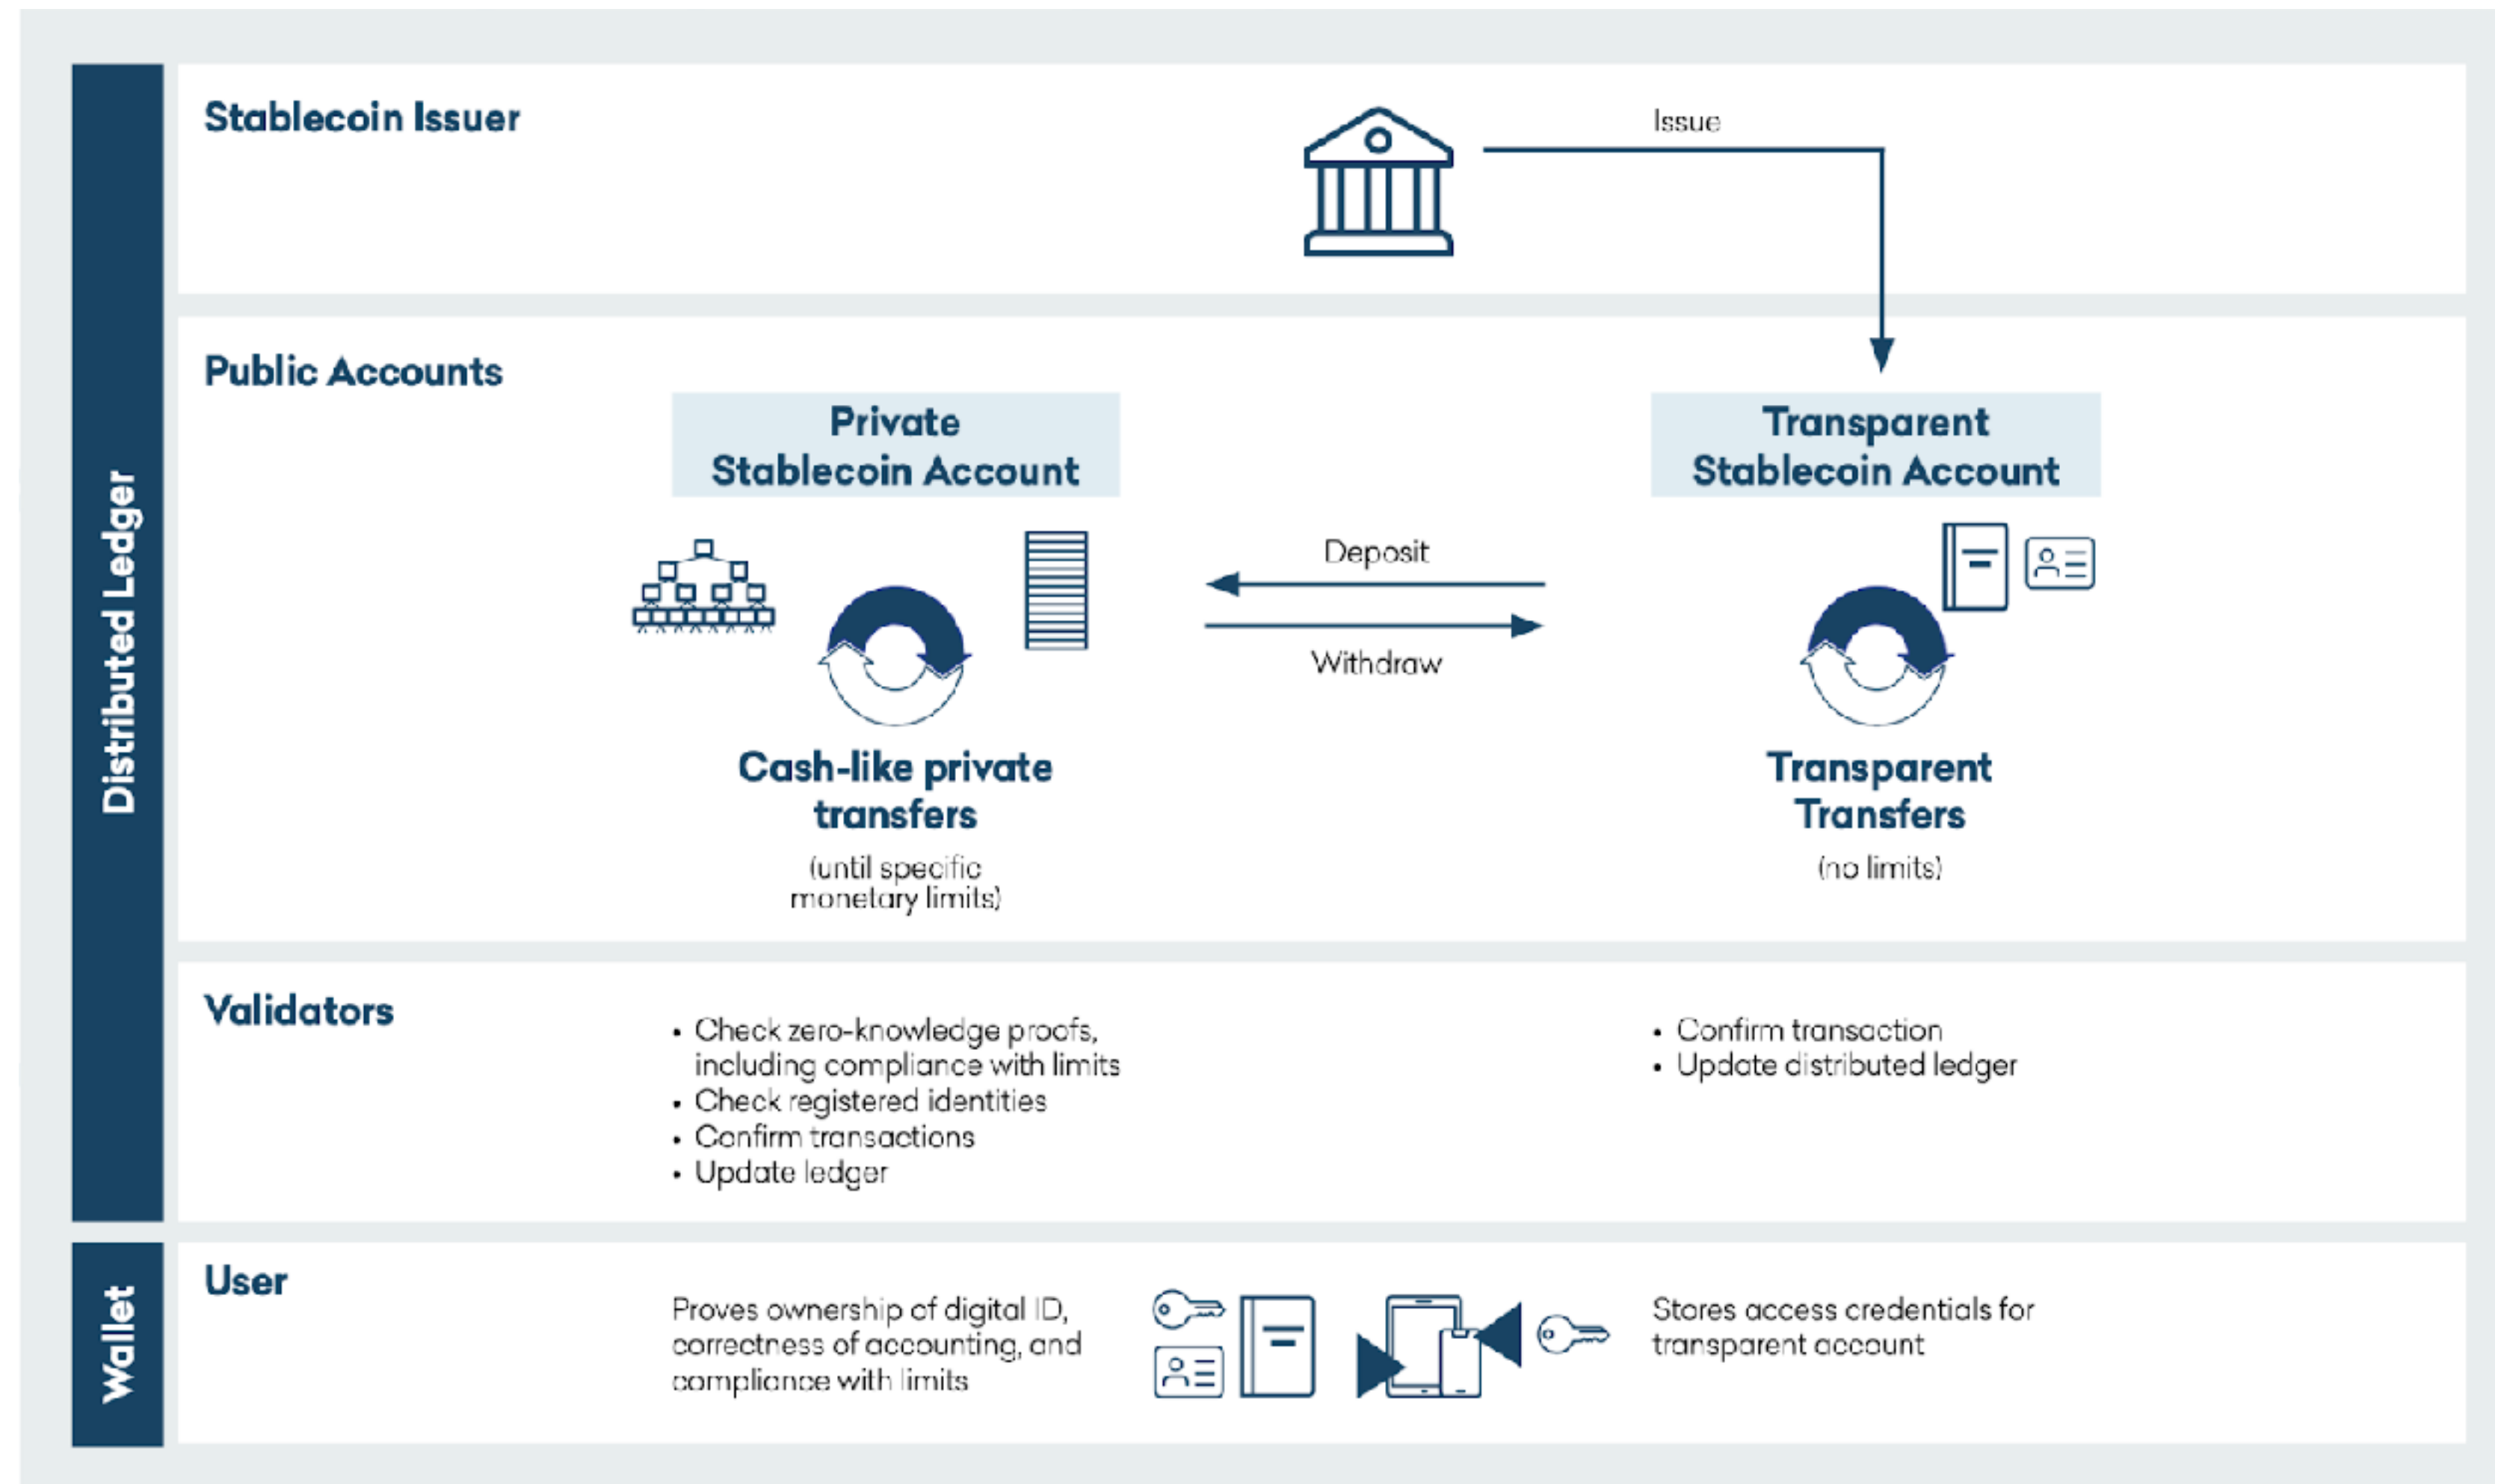 Distributed Ledger
Stablecoin Issuer
Issue
Public Accounts
Private
Stablecoin Account
Transparent
Stablecoin Account
Deposit
Withdraw
Cash-like private
transfers
(until specific
monetary limits)
Transparent
Transfers
(no limits)
Validators
• Check zero-knowledge proofs,
including compliance with limits
• Check registered identities
• Confirm transactions
• Update ledger
• Confirm transaction
• Update distributed ledger
Wallet
User
Proves ownership of digital ID,
correctness of accounting, and
compliance with limits
Stores access credentials for
transparent account